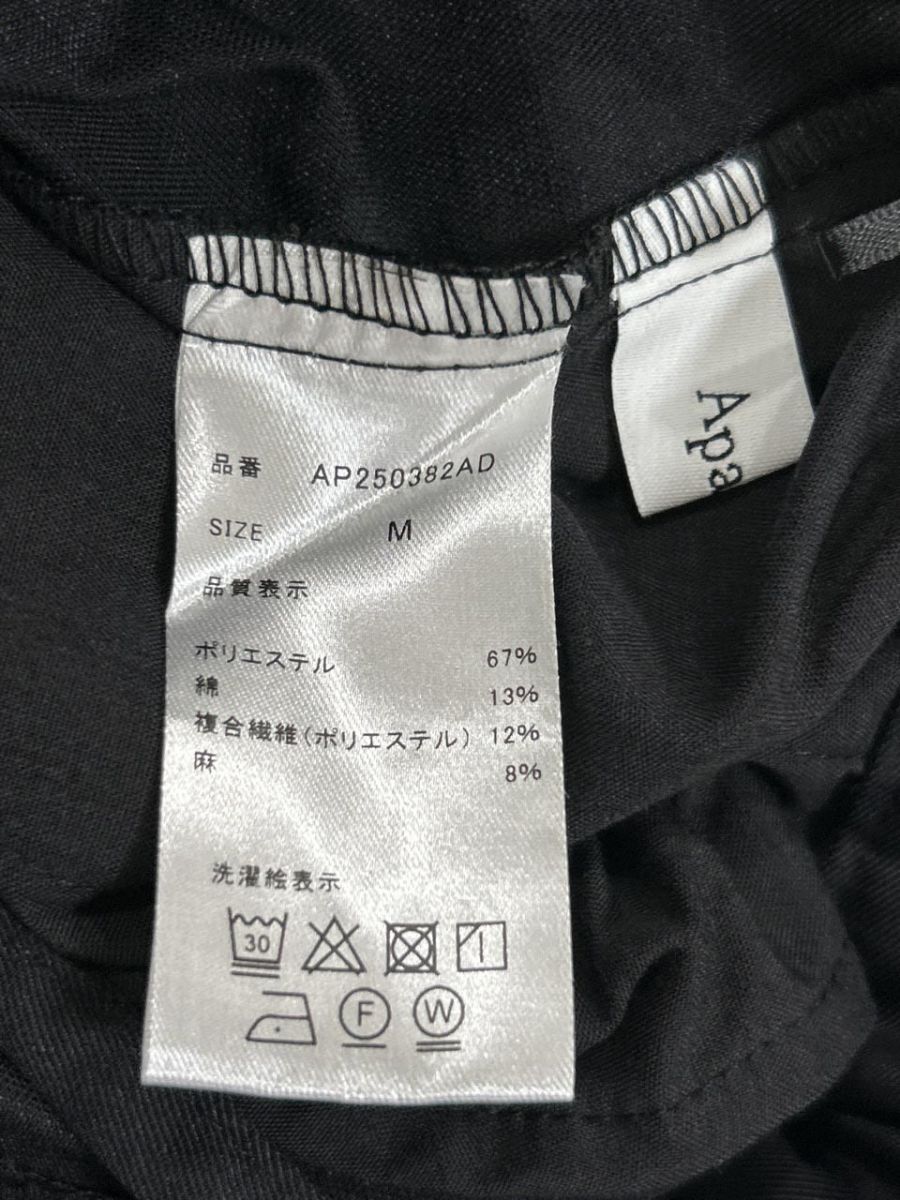 品番 AP250382AD
SIZE M
品質表示
ポリエステル 67%
綿 13%
複合繊維(ポリエステル) 12%
麻 8%
洗濯絵表示
30
F W
Apa